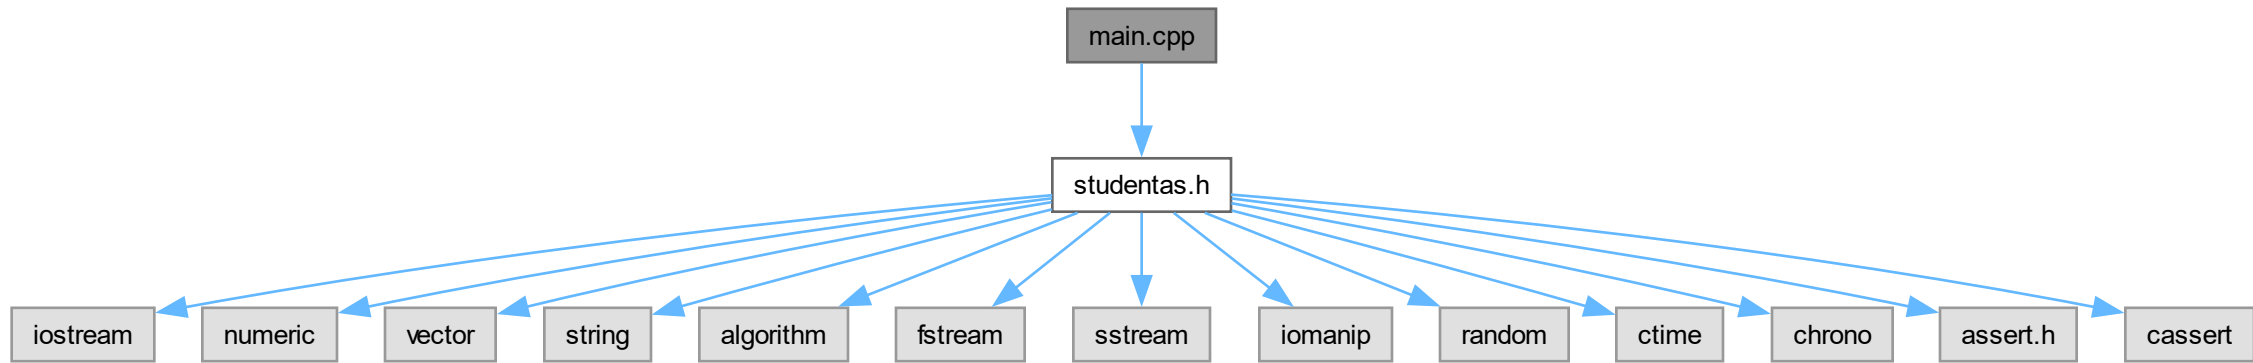 main.cpp
studentas.h
iostream
numeric
vector
string
algorithm
fstream
sstream
iomanip
random
ctime
chrono
assert.h
cassert